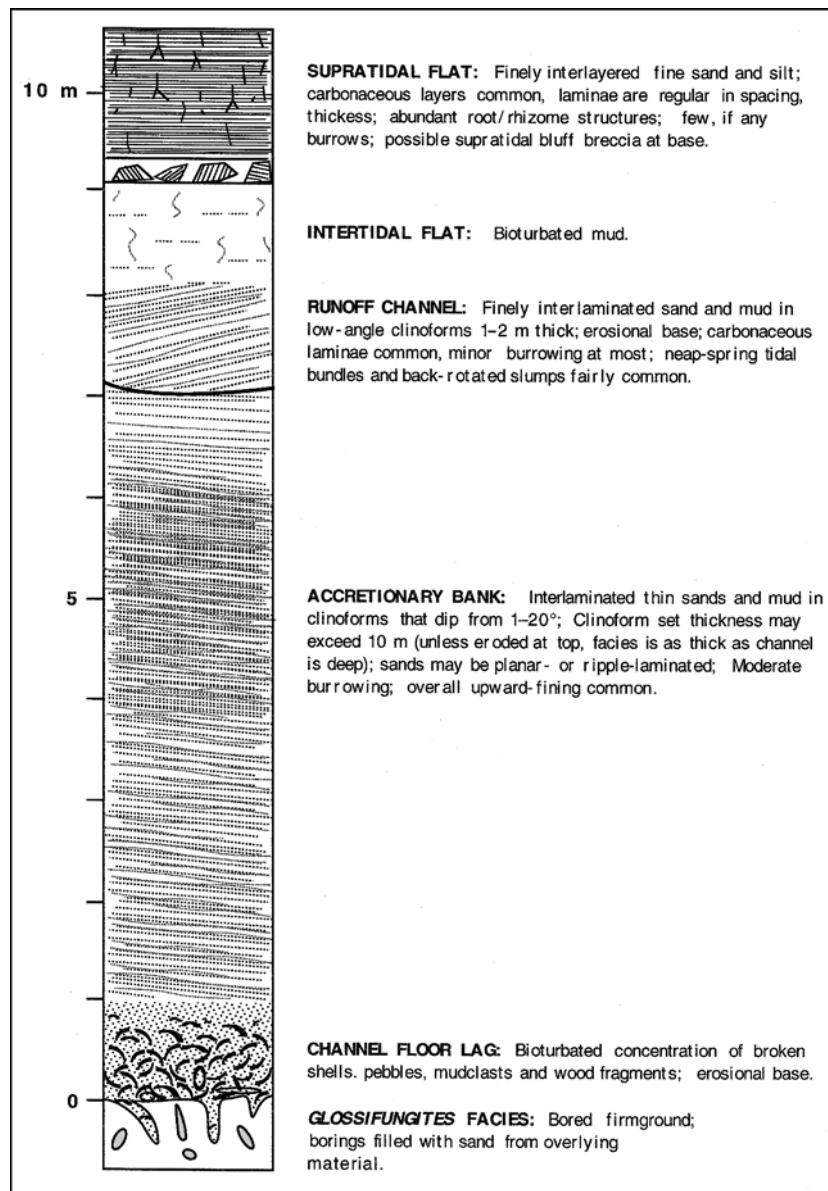 10 m
SUPRATIDAL FLAT: Finely interlayered fine sand and silt;
carbonaceous layers common, laminae are regular in spacing,
thickess; abundant root/rhizome structures; few, if any
burrows; possible supratidal bluff breccia at base.
INTERTIDAL FLAT: Bioturbated mud.
RUNOFF CHANNEL: Finely interlaminated sand and mud in
low-angle clinoforms 1–2 m thick; erosional base; carbonaceous
laminae common, minor burrowing at most; neap-spring tidal
bundles and back-rotated slumps fairly common.
5
ACCRETIONARY BANK: Interlaminated thin sands and mud in
clinoforms that dip from 1–20°; Clinoform set thickness may
exceed 10 m (unless eroded at top, facies is as thick as channel
is deep); sands may be planar- or ripple-laminated; Moderate
burrowing; overall upward-fining common.
CHANNEL FLOOR LAG: Bioturbated concentration of broken
shells. pebbles, mudclasts and wood fragments; erosional base.
0
GLOSSIFUNGITES FACIES: Bored firmground;
borings filled with sand from overlying
material.